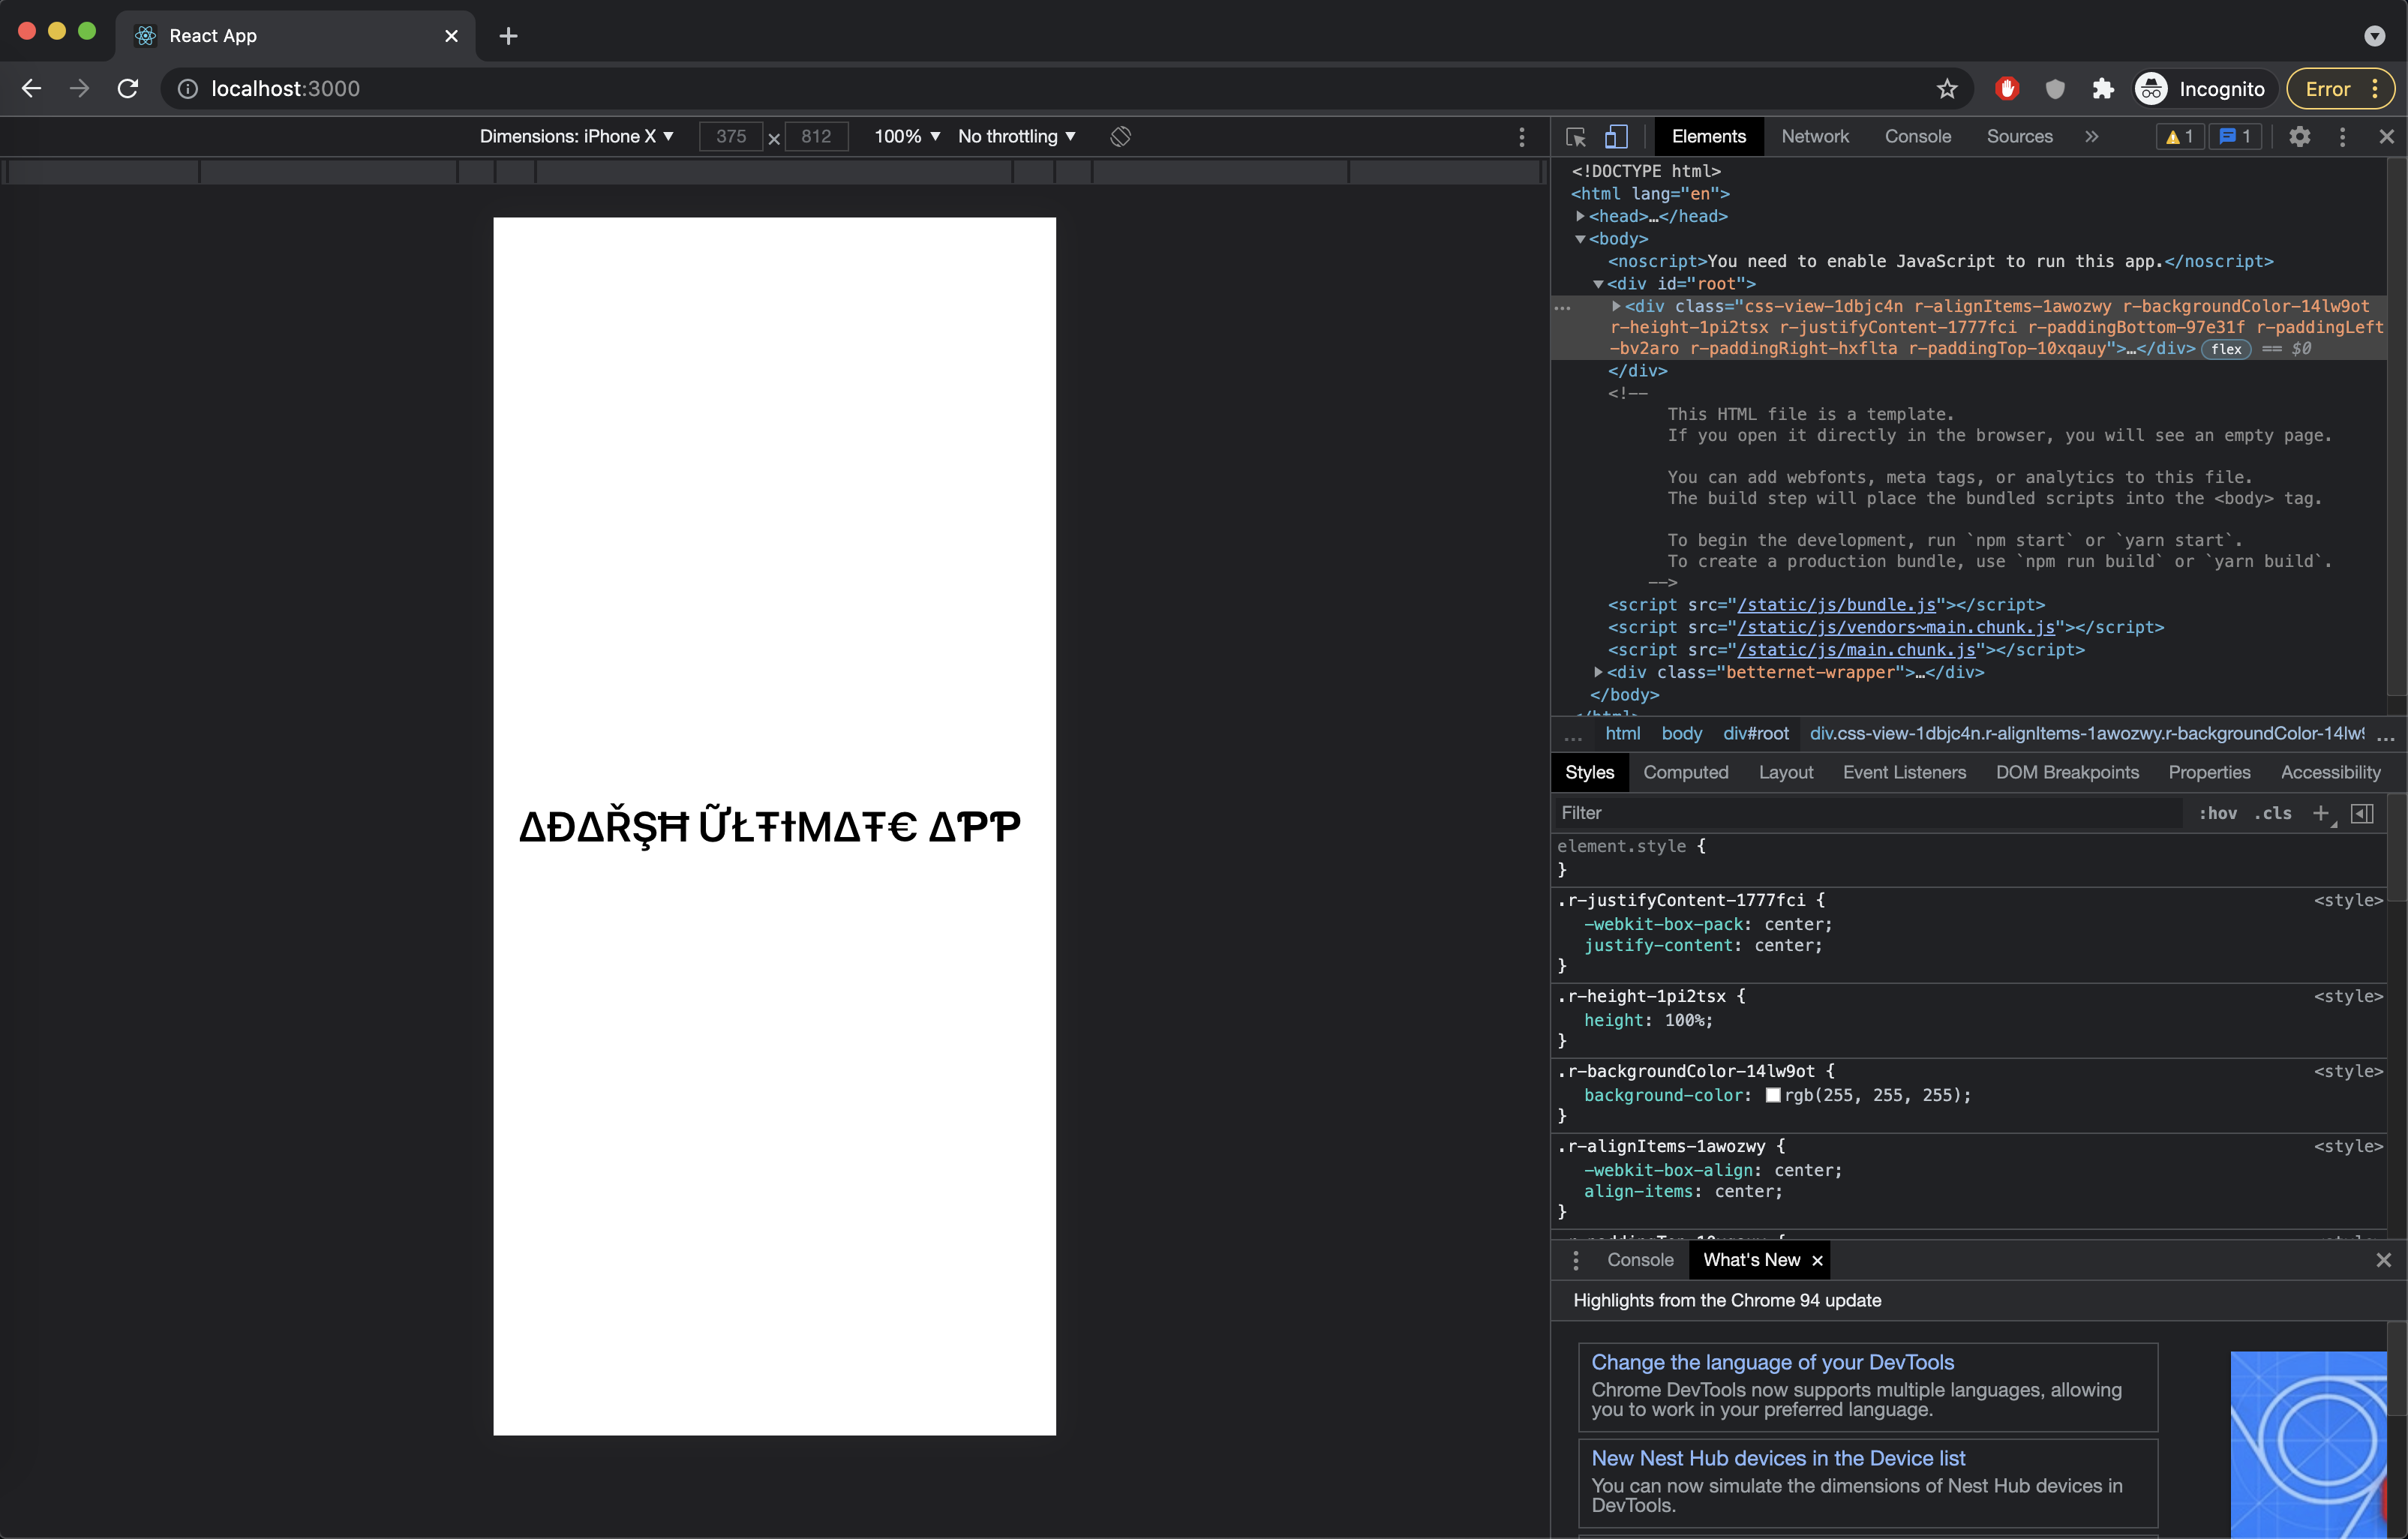 React App
localhost:3000
Incognito
Error
Dimensions: iPhone X
375 × 812
100%
No throttling
ΔĐΔŘŞĦ ỮŁŦƗMΔŦ€ ΔƤƤ
Elements
Network
Console
Sources
»
1
1
<!DOCTYPE html>
<html lang="en">
<head>…</head>
<body>
<noscript>You need to enable JavaScript to run this app.</noscript>
<div id="root">
<div class="css-view-1dbjc4n r-alignItems-1awozwy r-backgroundColor-14lw9ot
r-height-1pi2tsx r-justifyContent-1777fci r-paddingBottom-97e31f r-paddingLeft
-bv2aro r-paddingRight-hxflta r-paddingTop-10xqauy">…</div> flex == $0
</div>
<!--
This HTML file is a template.
If you open it directly in the browser, you will see an empty page.
You can add webfonts, meta tags, or analytics to this file.
The build step will place the bundled scripts into the <body> tag.
To begin the development, run `npm start` or `yarn start`.
To create a production bundle, use `npm run build` or `yarn build`.
-->
<script src="/static/js/bundle.js"></script>
<script src="/static/js/vendors~main.chunk.js"></script>
<script src="/static/js/main.chunk.js"></script>
<div class="betternet-wrapper">…</div>
</body>
… html body div#root div.css-view-1dbjc4n.r-alignItems-1awozwy.r-backgroundColor-14lw9 …
Styles
Computed
Layout
Event Listeners
DOM Breakpoints
Properties
Accessibility
Filter
:hov .cls +
element.style {
}
.r-justifyContent-1777fci { <style>
-webkit-box-pack: center;
justify-content: center;
}
.r-height-1pi2tsx { <style>
height: 100%;
}
.r-backgroundColor-14lw9ot { <style>
background-color: rgb(255, 255, 255);
}
.r-alignItems-1awozwy { <style>
-webkit-box-align: center;
align-items: center;
}
Console
What's New
Highlights from the Chrome 94 update
Change the language of your DevTools
Chrome DevTools now supports multiple languages, allowing
you to work in your preferred language.
New Nest Hub devices in the Device list
You can now simulate the dimensions of Nest Hub devices in
DevTools.